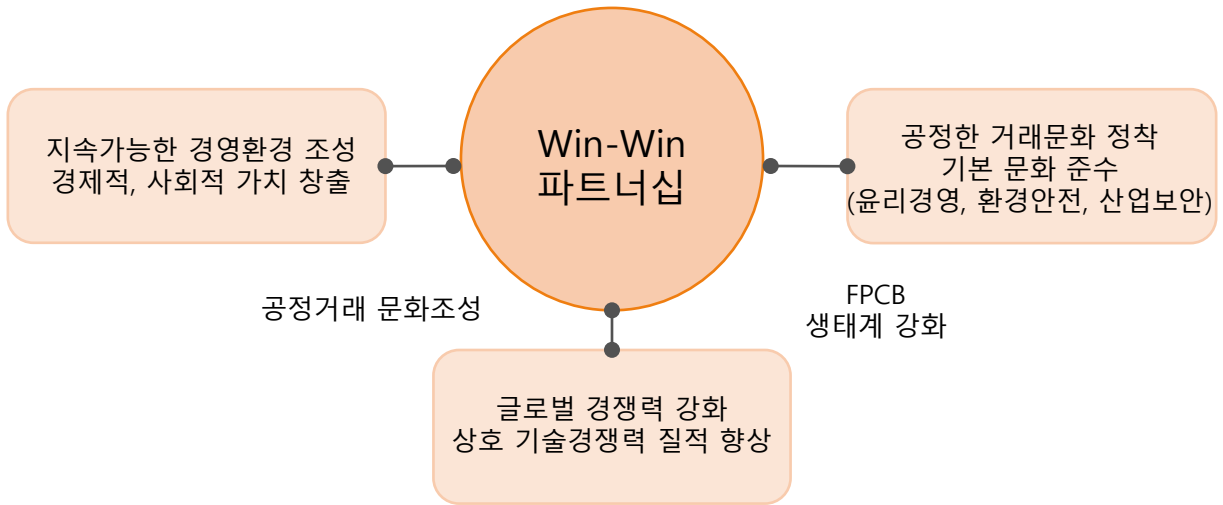 Win-Win
파트너십
지속가능한 경영환경 조성
경제적, 사회적 가치 창출
공정한 거래문화 정착
기본 문화 준수
(윤리경영, 환경안전, 산업보안)
공정거래 문화조성
FPCB
생태계 강화
글로벌 경쟁력 강화
상호 기술경쟁력 질적 향상